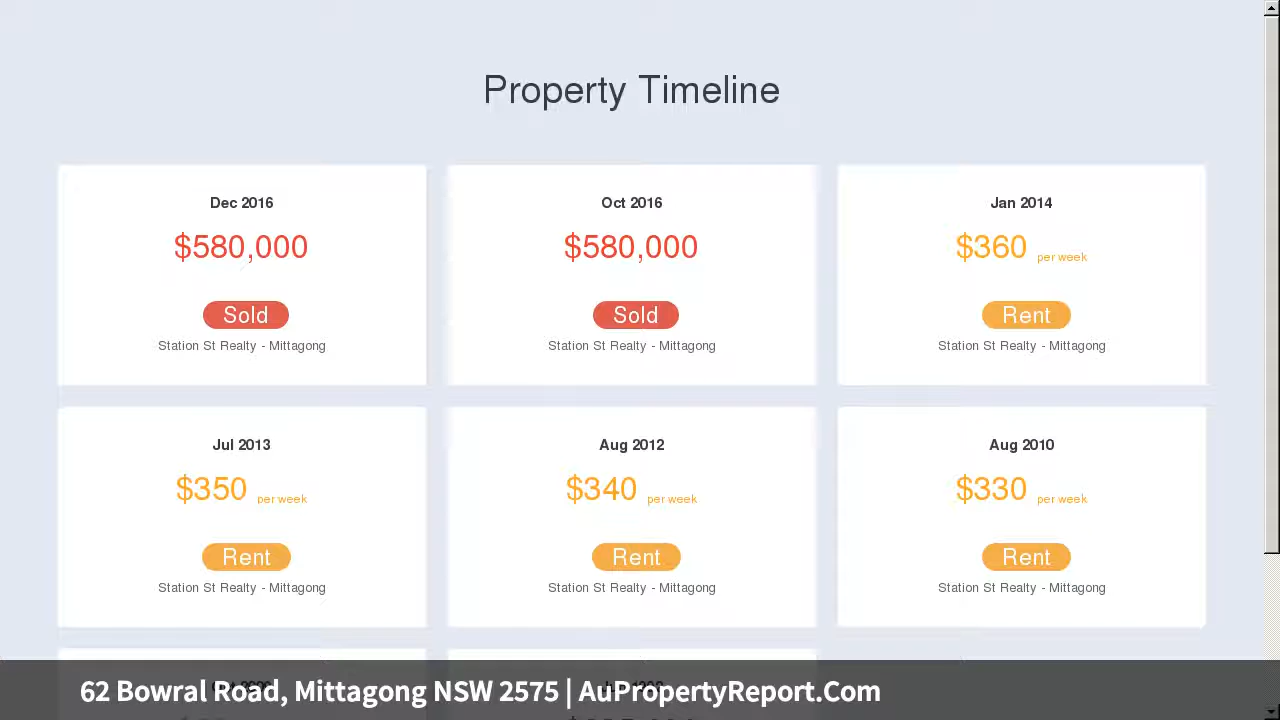 Property Timeline
Dec 2016
$580,000
Sold
Station St Realty - Mittagong
Oct 2016
$580,000
Sold
Station St Realty - Mittagong
Jan 2014
$360 per week
Rent
Station St Realty - Mittagong
Jul 2013
$350 per week
Rent
Station St Realty - Mittagong
Aug 2012
$340 per week
Rent
Station St Realty - Mittagong
Aug 2010
$330 per week
Rent
Station St Realty - Mittagong
62 Bowral Road, Mittagong NSW 2575 | AuPropertyReport.Com